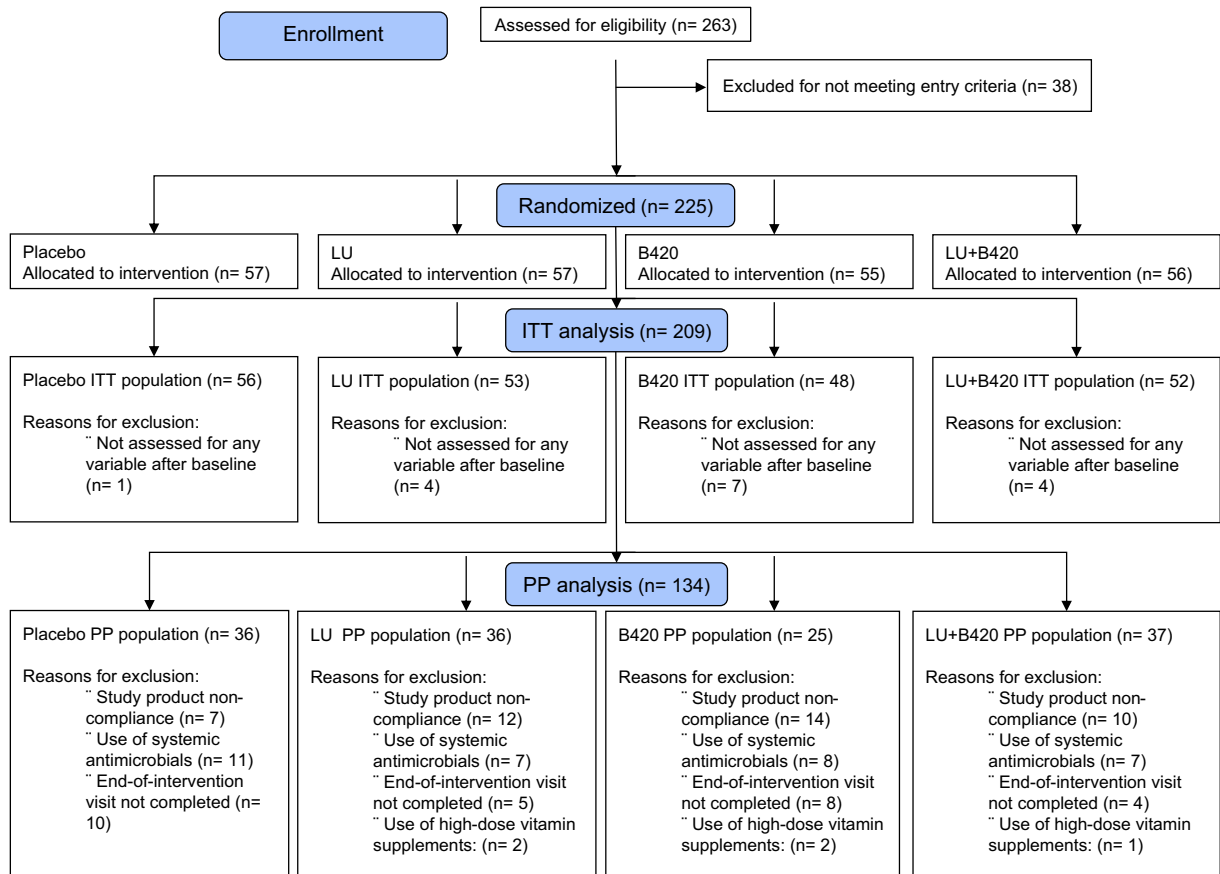 Enrollment
Assessed for eligibility (n= 263)
Excluded for not meeting entry criteria (n= 38)
Randomized (n= 225)
Placebo
Allocated to intervention (n= 57)
LU
Allocated to intervention (n= 57)
B420
Allocated to intervention (n= 55)
LU+B420
Allocated to intervention (n= 56)
ITT analysis (n= 209)
Placebo ITT population (n= 56)
Reasons for exclusion:
¨ Not assessed for any
variable after baseline
(n= 1)
LU ITT population (n= 53)
Reasons for exclusion:
¨ Not assessed for any
variable after baseline
(n= 4)
B420 ITT population (n= 48)
Reasons for exclusion:
¨ Not assessed for any
variable after baseline
(n= 7)
LU+B420 ITT population (n= 52)
Reasons for exclusion:
¨ Not assessed for any
variable after baseline
(n= 4)
PP analysis (n= 134)
Placebo PP population (n= 36)
Reasons for exclusion:
¨ Study product non-
compliance (n= 7)
¨ Use of systemic
antimicrobials (n= 11)
¨ End-of-intervention
visit not completed (n=
10)
LU PP population (n= 36)
Reasons for exclusion:
¨ Study product non-
compliance (n= 12)
¨ Use of systemic
antimicrobials (n= 7)
¨ End-of-intervention visit
not completed (n= 5)
¨ Use of high-dose vitamin
supplements: (n= 2)
B420 PP population (n= 25)
Reasons for exclusion:
¨ Study product non-
compliance (n= 14)
¨ Use of systemic
antimicrobials (n= 8)
¨ End-of-intervention visit
not completed (n= 8)
¨ Use of high-dose vitamin
supplements: (n= 2)
LU+B420 PP population (n= 37)
Reasons for exclusion:
¨ Study product non-
compliance (n= 10)
¨ Use of systemic
antimicrobials (n= 7)
¨ End-of-intervention visit
not completed (n= 4)
¨ Use of high-dose vitamin
supplements: (n= 1)